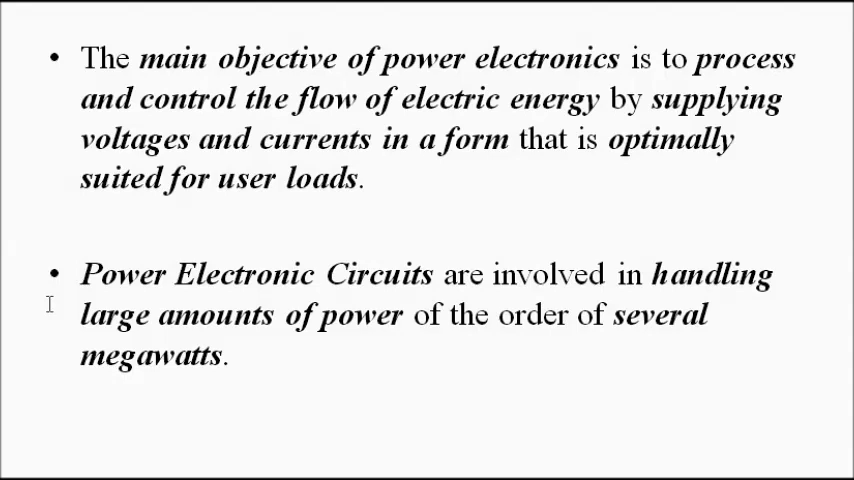 • The main objective of power electronics is to process
and control the flow of electric energy by supplying
voltages and currents in a form that is optimally
suited for user loads.
• Power Electronic Circuits are involved in handling
large amounts of power of the order of several
megawatts.